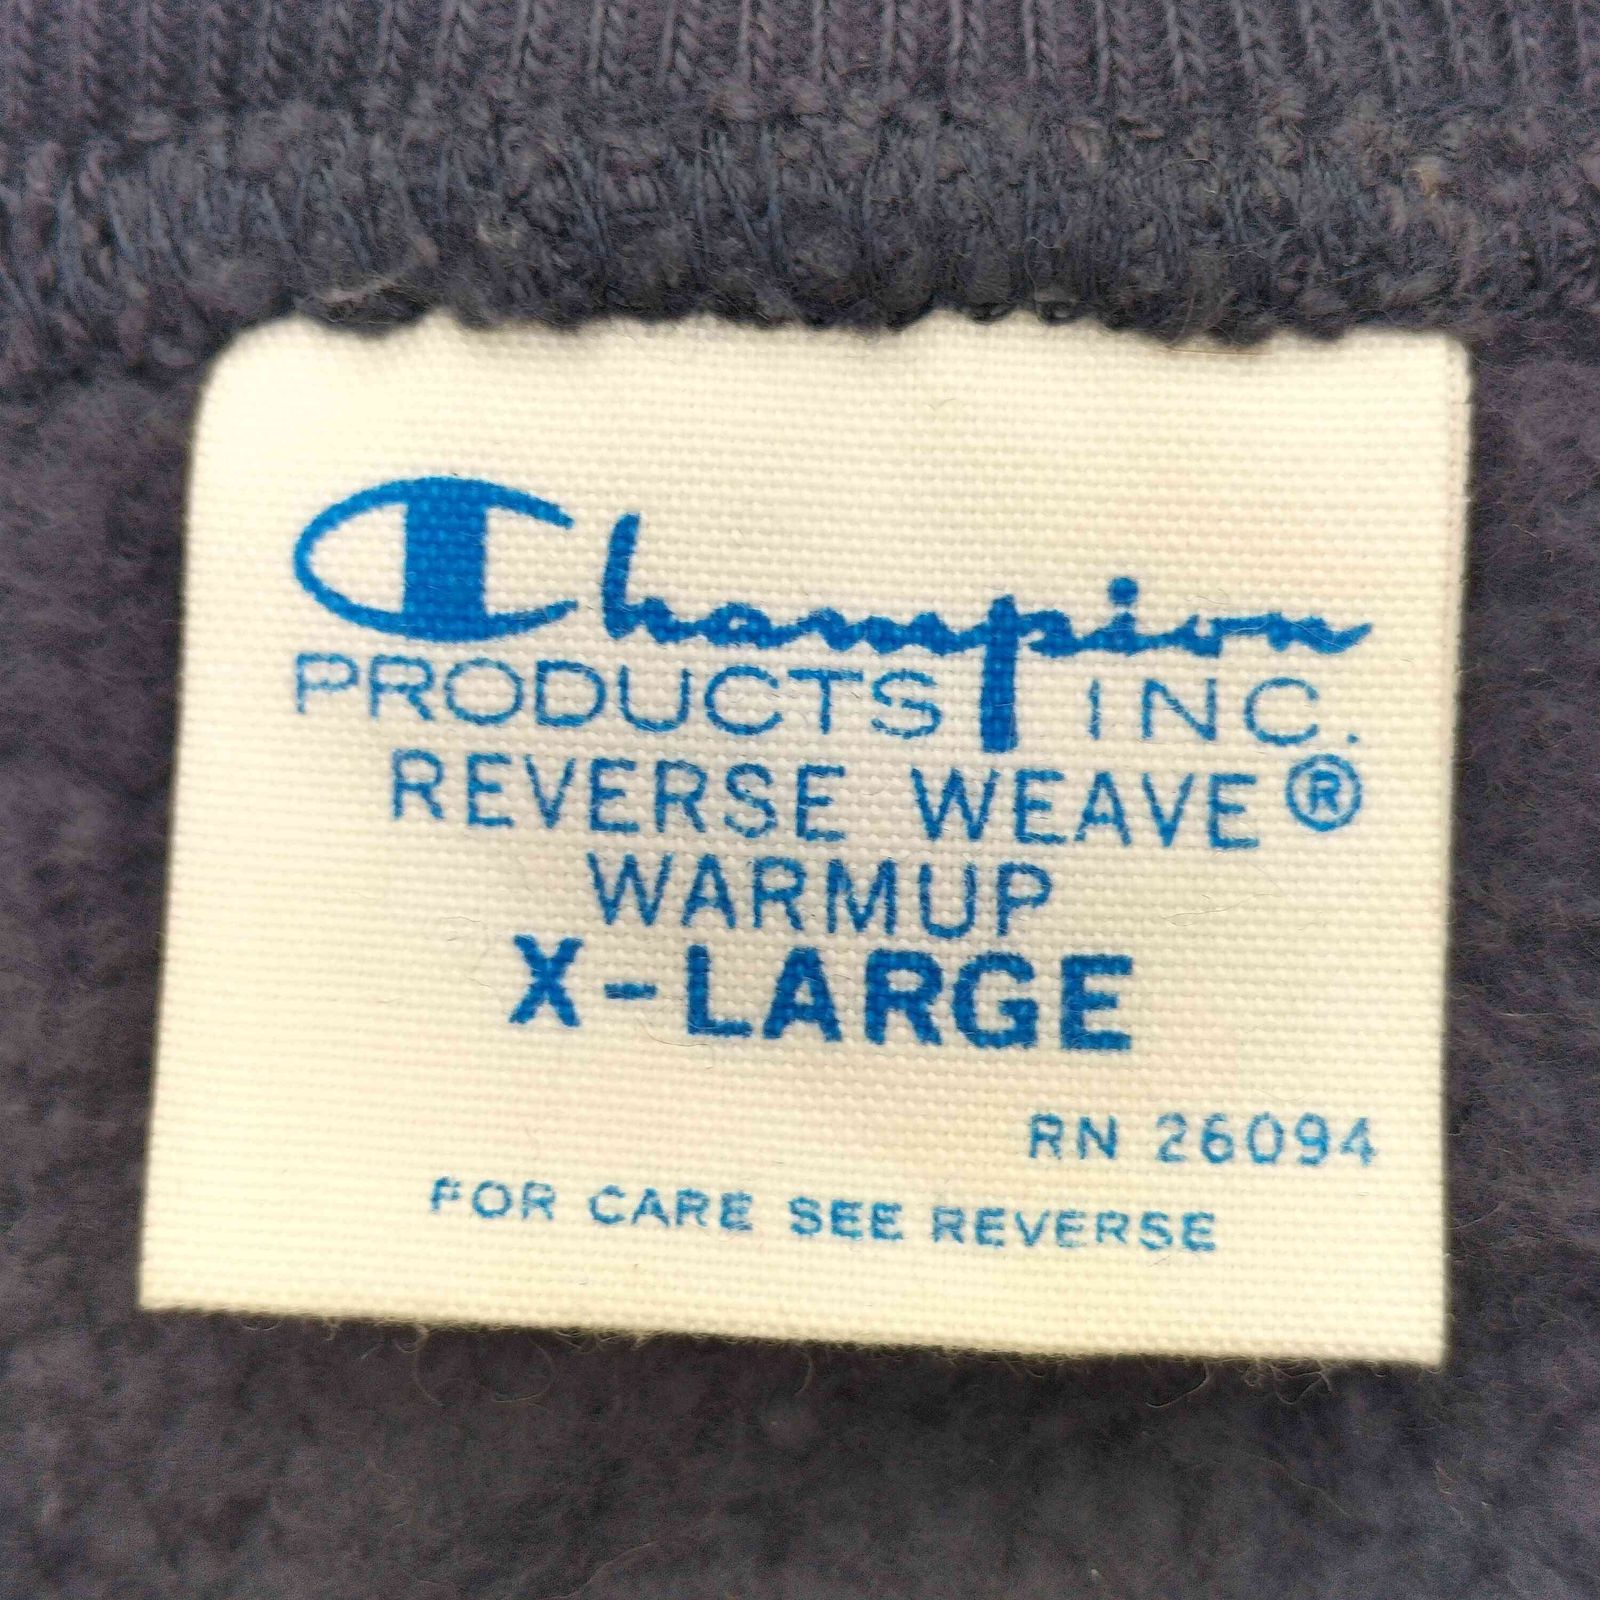 Champion
PRODUCTS INC.
REVERSE WEAVE®
WARMUP
X-LARGE
RN 26094
FOR CARE SEE REVERSE